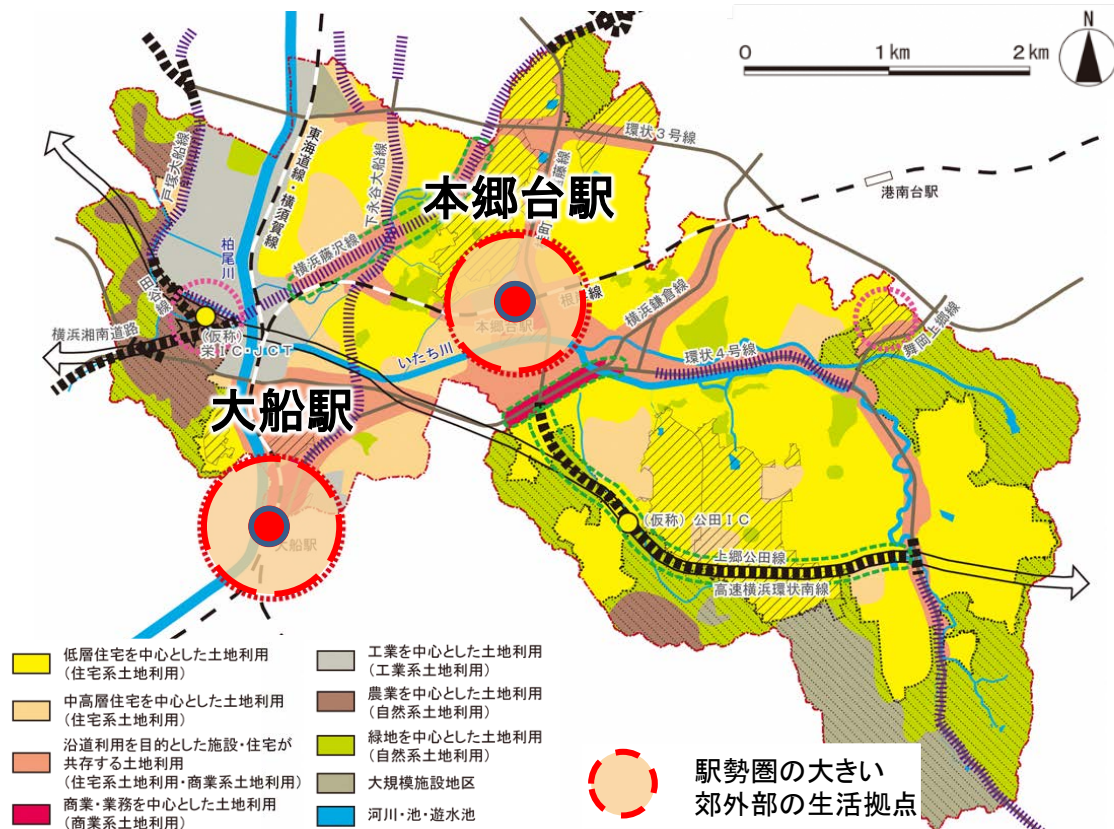 N
0 1km 2km
環状3号線
港南台駅
東海道線・横須賀線
下永谷大船線
戸塚大船線
柏尾川
本郷台駅
横浜藤沢線
藤線
根岸線
本郷台駅
横浜鎌倉線
舞岡上郷線
環状4号線
いたち川
田谷線
横浜湘南道路
(仮称)
栄IC・JCT
大船駅
大船駅
(仮称)公田IC
上郷公田線
高速横浜環状南線
低層住宅を中心とした土地利用
(住宅系土地利用)
中高層住宅を中心とした土地利用
(住宅系土地利用)
沿道利用を目的とした施設・住宅が
共存する土地利用
(住宅系土地利用・商業系土地利用)
商業・業務を中心とした土地利用
(商業系土地利用)
工業を中心とした土地利用
(工業系土地利用)
農業を中心とした土地利用
(自然系土地利用)
緑地を中心とした土地利用
(自然系土地利用)
大規模施設地区
河川・池・遊水池
駅勢圏の大きい
郊外部の生活拠点